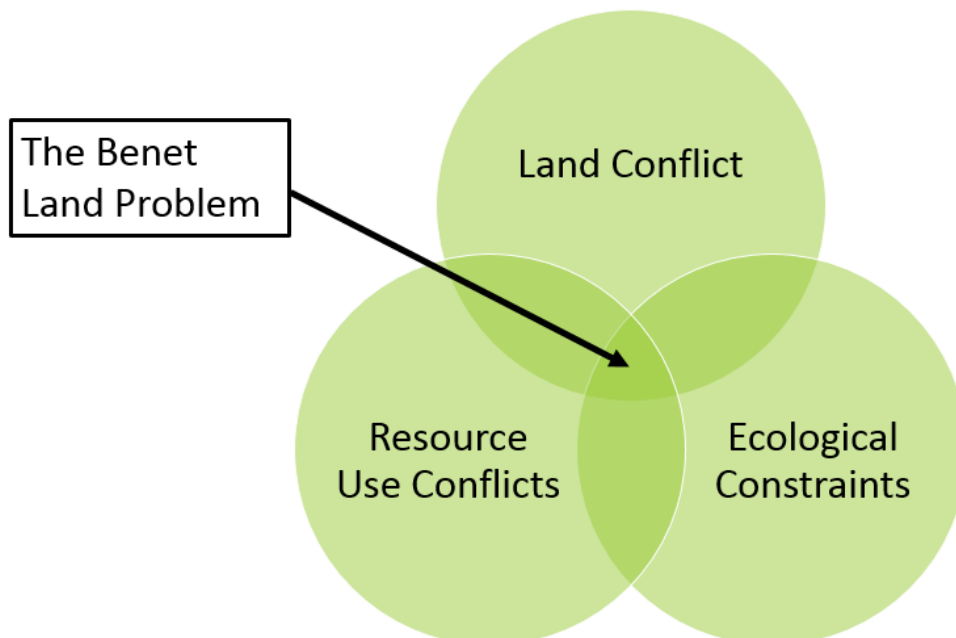 The Benet
Land Problem
Land Conflict
Resource
Use Conflicts
Ecological
Constraints